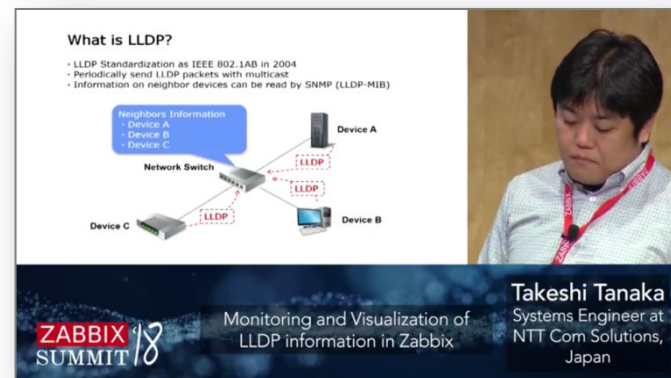 What is LLDP?
· LLDP Standardization as IEEE 802.1AB in 2004
· Periodically send LLDP packets with multicast
· Information on neighbor devices can be read by SNMP (LLDP-MIB)
Neighbors Information
· Device A
· Device B
· Device C
Device A
LLDP
Network Switch
LLDP
LLDP
Device C
Device B
ZABBIX
SUMMIT '18
Monitoring and Visualization of
LLDP information in Zabbix
Takeshi Tanaka
Systems Engineer at
NTT Com Solutions,
Japan